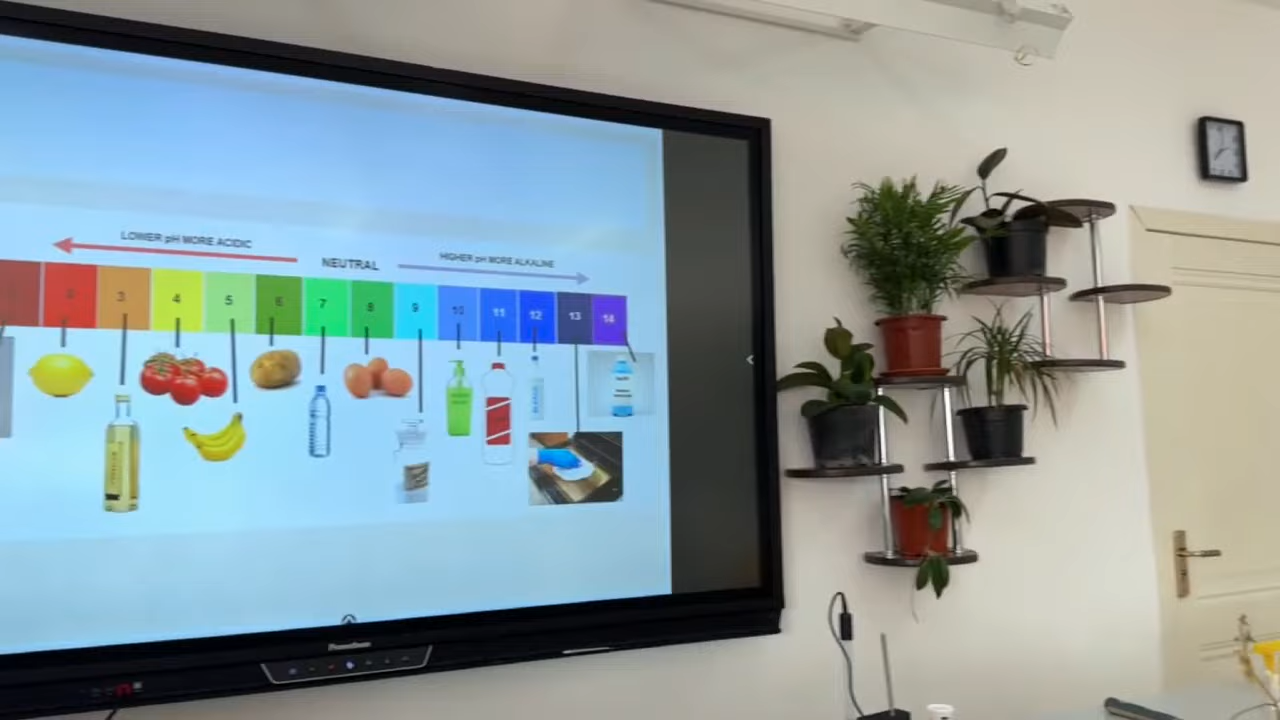 LOWER pH MORE ACIDIC
NEUTRAL
HIGHER pH MORE ALKALINE
2 3 4 5 6 7 8 9 10 11 12 13 14